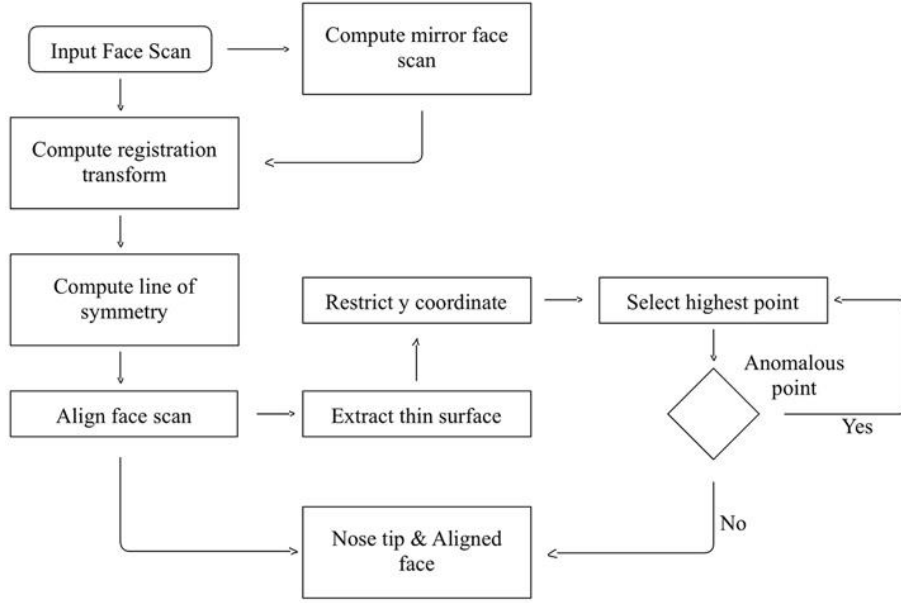 Input Face Scan
Compute mirror face
scan
Compute registration
transform
Compute line of
symmetry
Restrict y coordinate
Select highest point
Anomalous
point
Align face scan
Extract thin surface
Yes
No
Nose tip & Aligned
face